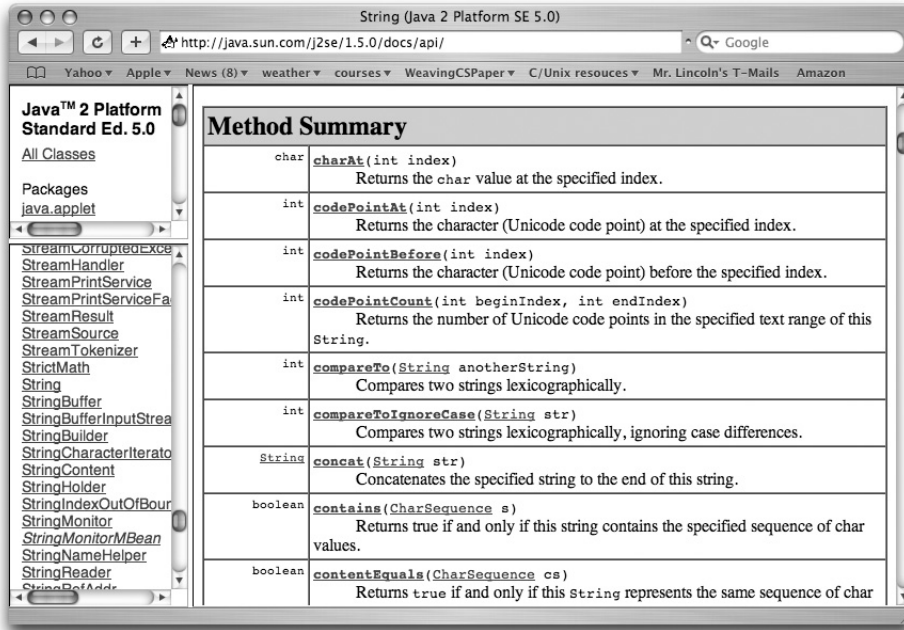 String (Java 2 Platform SE 5.0)
http://java.sun.com/j2se/1.5.0/docs/api/
Google
Yahoo Apple News (8) weather courses WeavingCSPaper C/Unix resouces Mr. Lincoln's T-Mails Amazon
Java™ 2 Platform
Standard Ed. 5.0
All Classes
Packages
java.applet
StreamCorruptedExce
StreamHandler
StreamPrintService
StreamPrintServiceFa
StreamResult
StreamSource
StreamTokenizer
StrictMath
String
StringBuffer
StringBufferInputStrea
StringBuilder
StringCharacterIterato
StringContent
StringHolder
StringIndexOutOfBour
StringMonitor
StringMonitorMBean
StringNameHelper
StringReader
StringRefAddr
Method Summary
char charAt(int index)
Returns the char value at the specified index.
int codePointAt(int index)
Returns the character (Unicode code point) at the specified index.
int codePointBefore(int index)
Returns the character (Unicode code point) before the specified index.
int codePointCount(int beginIndex, int endIndex)
Returns the number of Unicode code points in the specified text range of this
String.
int compareTo(String anotherString)
Compares two strings lexicographically.
int compareToIgnoreCase(String str)
Compares two strings lexicographically, ignoring case differences.
String concat(String str)
Concatenates the specified string to the end of this string.
boolean contains(CharSequence s)
Returns true if and only if this string contains the specified sequence of char
values.
boolean contentEquals(CharSequence cs)
Returns true if and only if this String represents the same sequence of char